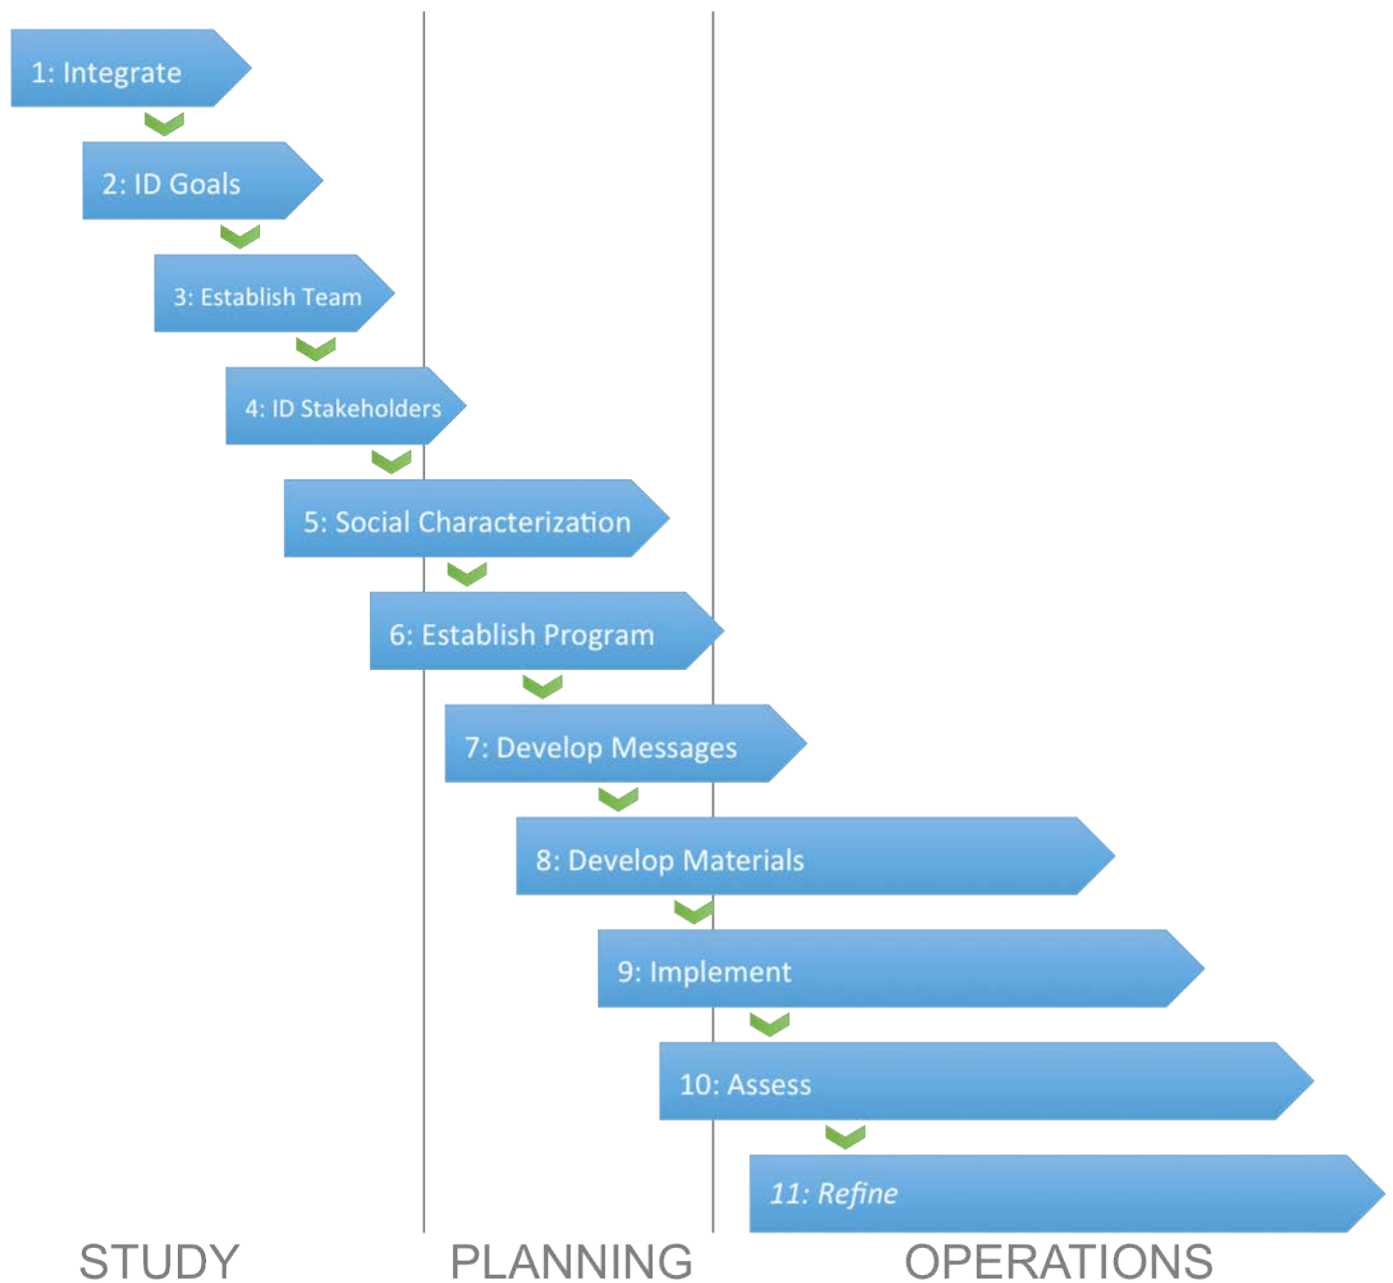 1: Integrate
2: ID Goals
3: Establish Team
4: ID Stakeholders
5: Social Characterization
6: Establish Program
7: Develop Messages
8: Develop Materials
9: Implement
10: Assess
11: Refine
STUDY PLANNING OPERATIONS